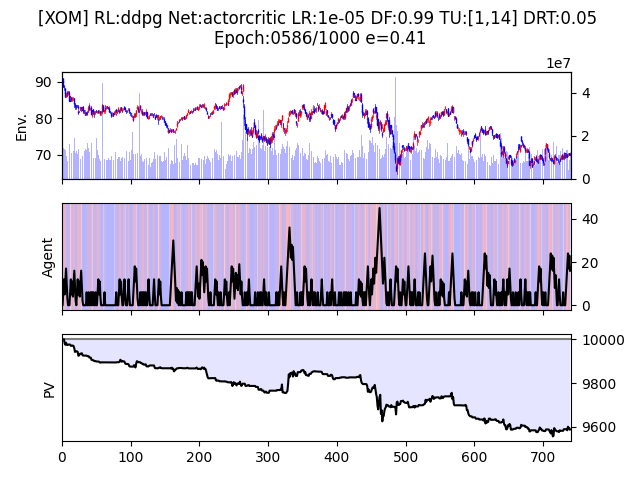 [XOM] RL:ddpg Net:actorcritic LR:1e-05 DF:0.99 TU:[1,14] DRT:0.05
Epoch:0586/1000 e=0.41
1e7
90
80
70
Env.
4
2
0
Agent
40
20
0
PV
10000
9800
9600
0 100 200 300 400 500 600 700